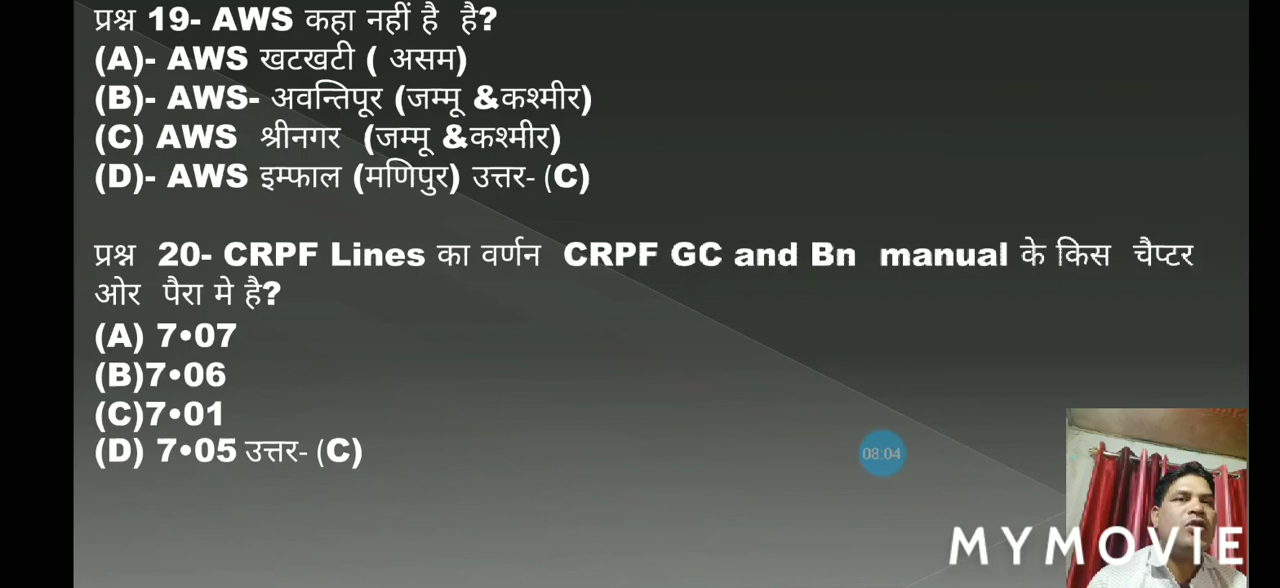 प्रश्न 19- AWS कहा नहीं है है?
(A)- AWS खटखटी ( असम)
(B)- AWS- अवन्तिपूर (जम्मू &कश्मीर)
(C) AWS श्रीनगर (जम्मू &कश्मीर)
(D)- AWS इम्फाल (मणिपुर) उत्तर- (C)
प्रश्न 20- CRPF Lines का वर्णन CRPF GC and Bn manual के किस चैप्टर
ओर पैरा मे है?
(A) 7•07
(B)7•06
(C)7•01
(D) 7•05 उत्तर- (C)
08:04
MYMOVIE